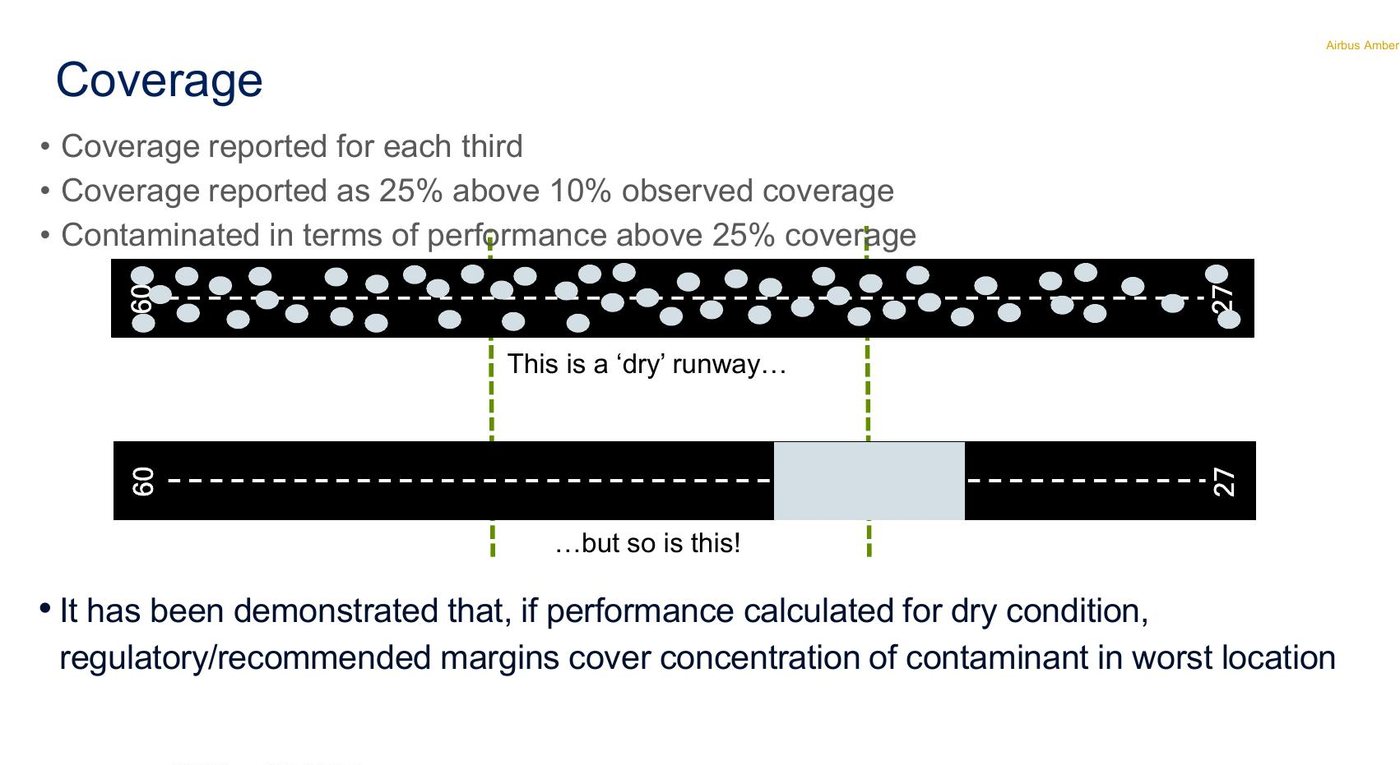 Airbus Amber
Coverage
• Coverage reported for each third
• Coverage reported as 25% above 10% observed coverage
• Contaminated in terms of performance above 25% coverage
60
27
This is a ‘dry’ runway…
60
27
…but so is this!
• It has been demonstrated that, if performance calculated for dry condition,
regulatory/recommended margins cover concentration of contaminant in worst location